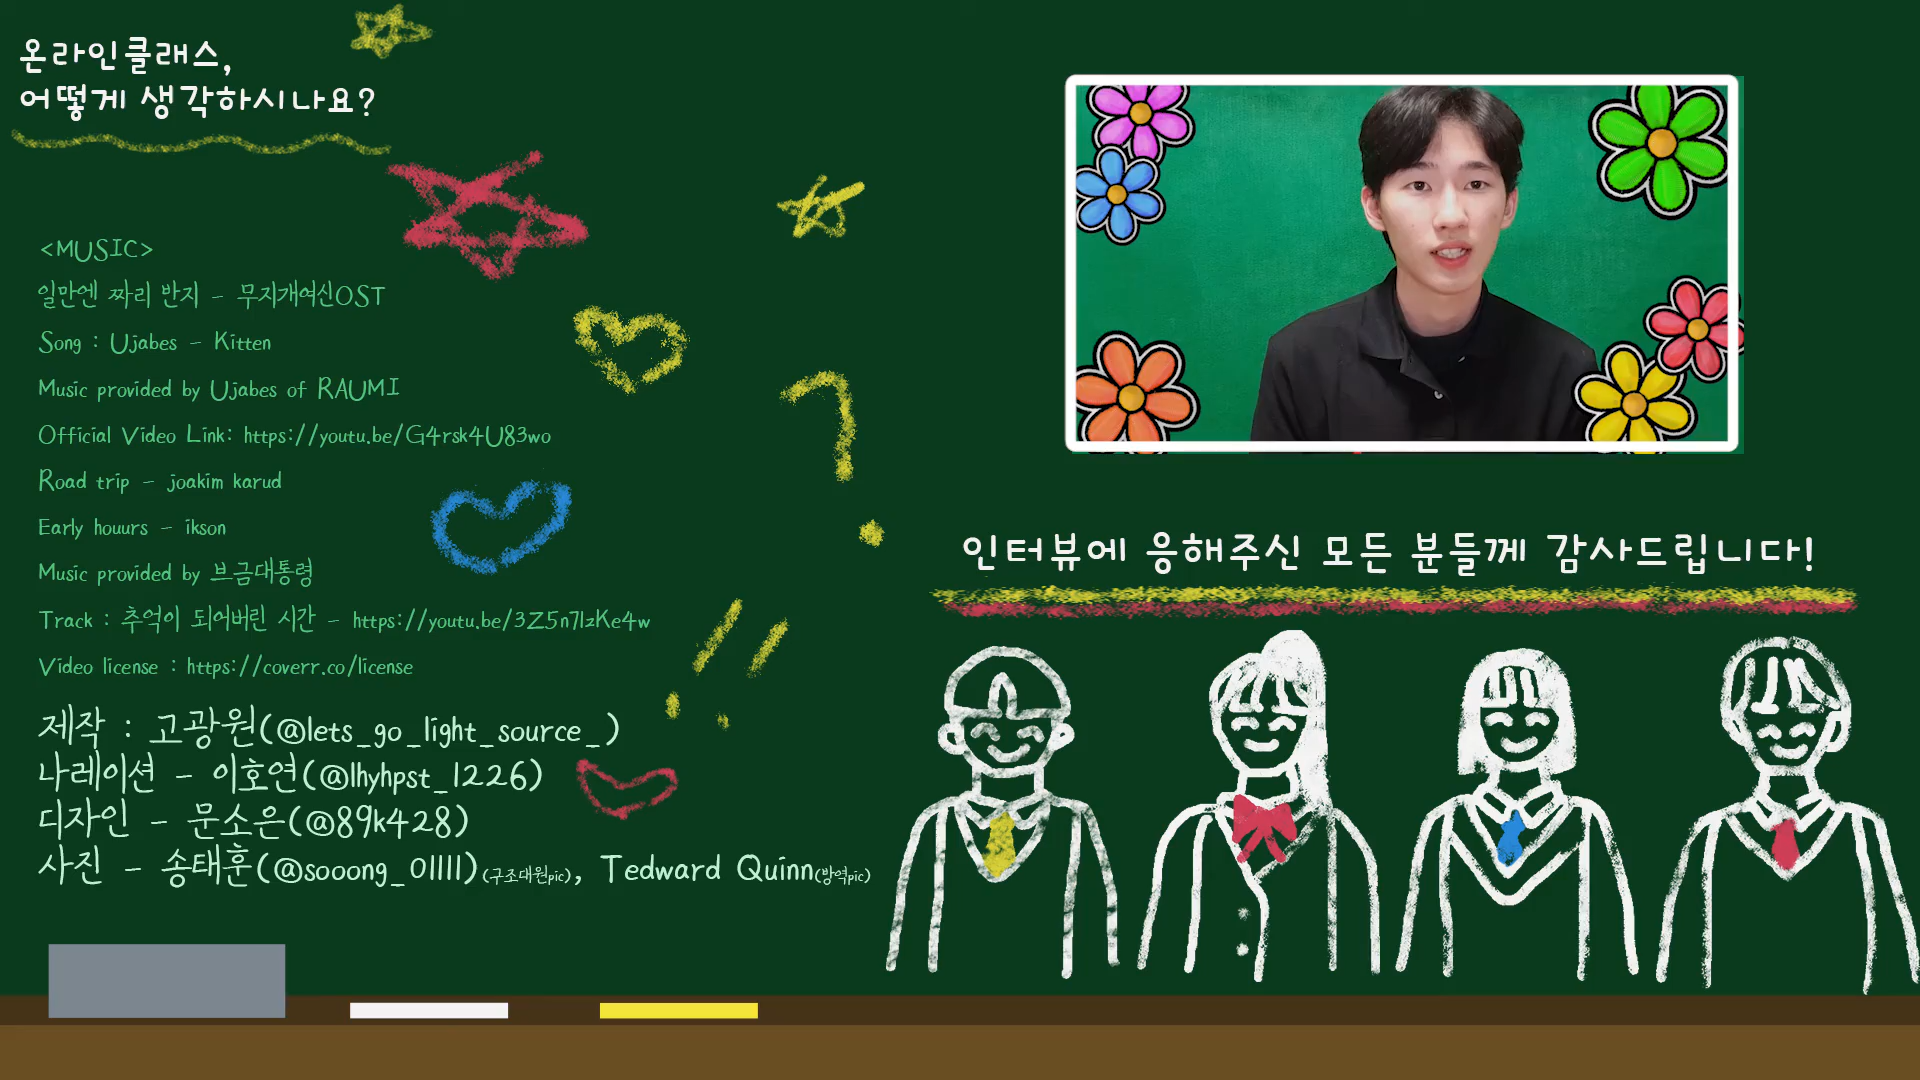 온라인클래스,
어떻게 생각하시나요?
<MUSIC>
일만엔 짜리 반지 - 무지개여신OST
Song : Ujabes - Kitten
Music provided by Ujabes of RAUMI
Official Video Link: https://youtu.be/G4rsk4U83wo
Road trip - joakim karud
Early houurs - ikson
Music provided by 브금대통령
Track : 추억이 되어버린 시간 - https://youtu.be/3Z5n7lzKe4w
Video license : https://coverr.co/license
제작 : 고광원(@lets_go_light_source_)
나레이션 - 이호연(@lhyhpst_1226)
디자인 - 문소은(@89k428)
사진 - 송태훈(@sooong_01111)(구조대원pic), Tedward Quinn(방역pic)
인터뷰에 응해주신 모든 분들께 감사드립니다!